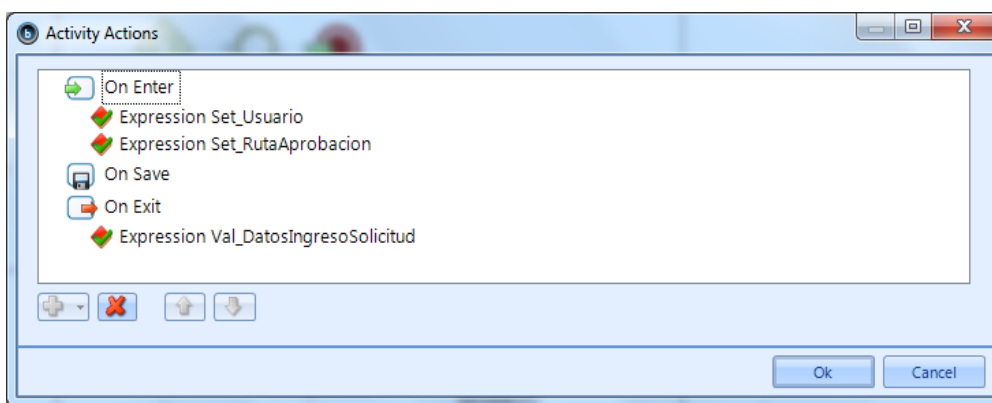 Activity Actions
On Enter
Expression Set_Usuario
Expression Set_RutaAprobacion
On Save
On Exit
Expression Val_DatosIngresoSolicitud
Ok Cancel